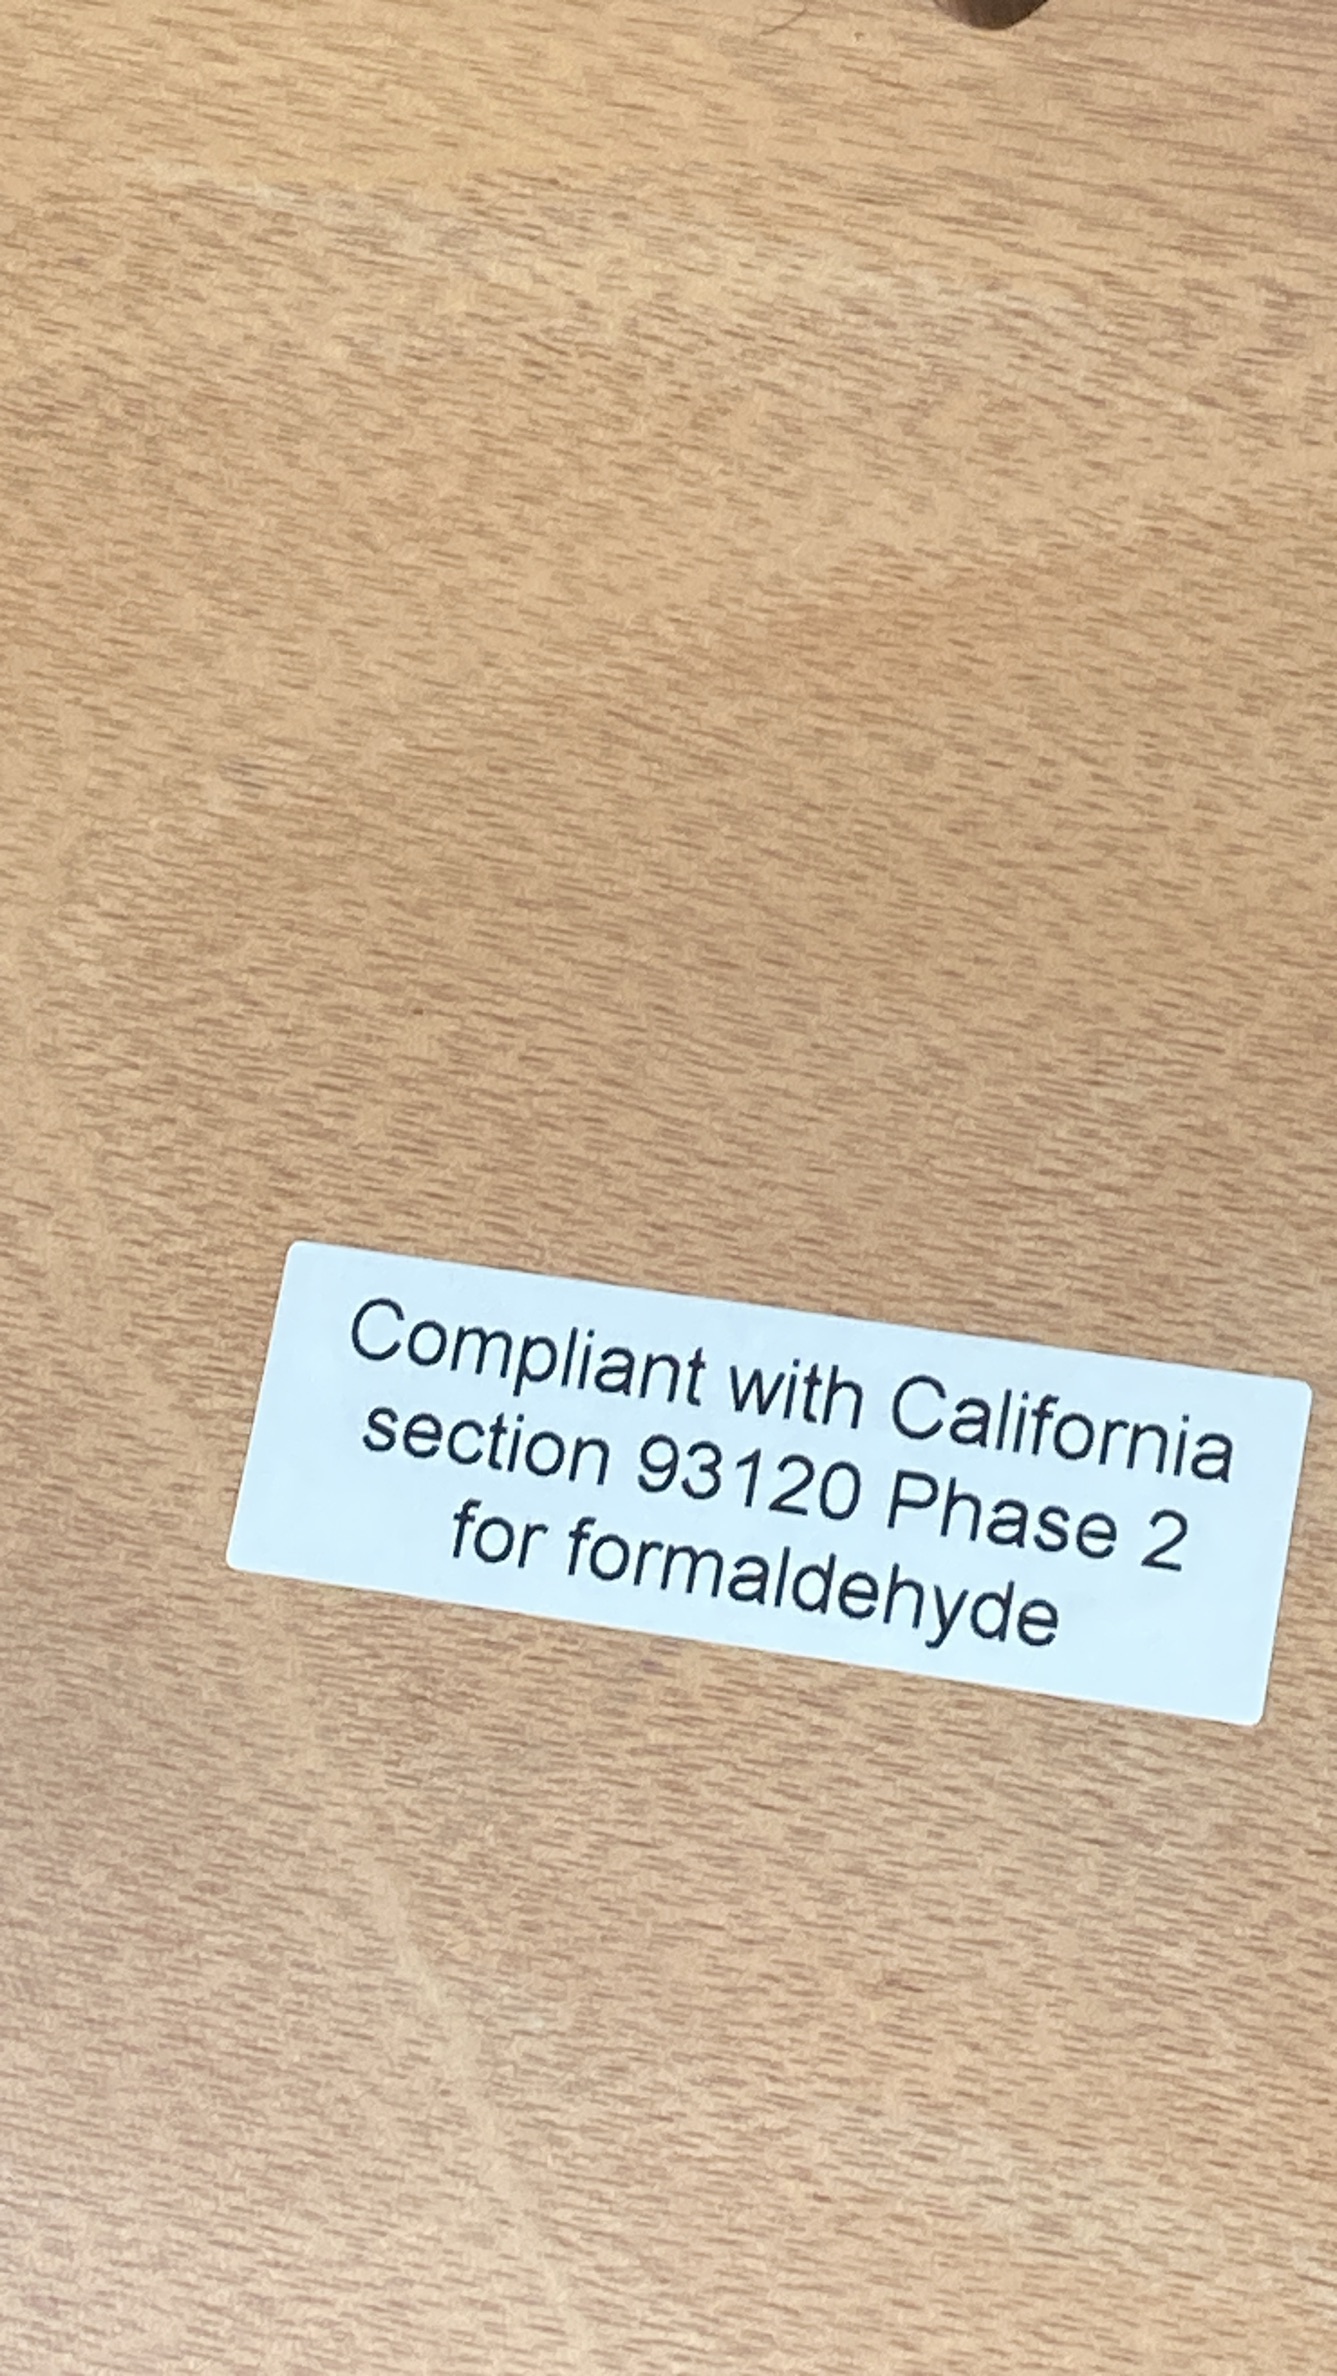 Compliant with California
section 93120 Phase 2
for formaldehyde